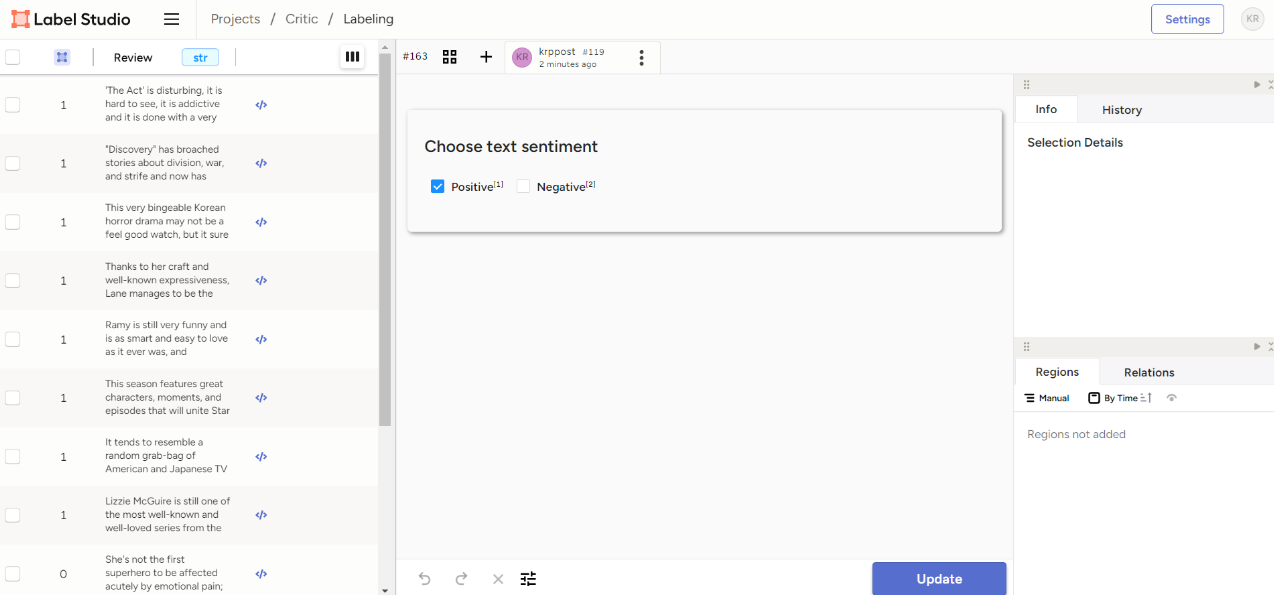 Label Studio
Projects / Critic / Labeling
Settings
KR
Review
str
1
'The Act' is disturbing, it is
hard to see, it is addictive
and it is done with a very
</>
1
"Discovery" has broached
stories about division, war,
and strife and now has
</>
1
This very bingeable Korean
horror drama may not be a
feel good watch, but it sure
</>
1
Thanks to her craft and
well-known expressiveness,
Lane manages to be the
</>
1
Ramy is still very funny and
is as smart and easy to love
as it ever was, and
</>
1
This season features great
characters, moments, and
episodes that will unite Star
</>
1
It tends to resemble a
random grab-bag of
American and Japanese TV
</>
1
Lizzie McGuire is still one of
the most well-known and
well-loved series from the
</>
0
She's not the first
superhero to be affected
acutely by emotional pain;
</>
#163
KR
krppost #119
2 minutes ago
Choose text sentiment
Positive[1]
Negative[2]
Update
Info
History
Selection Details
Regions
Relations
Manual
By Time
Regions not added